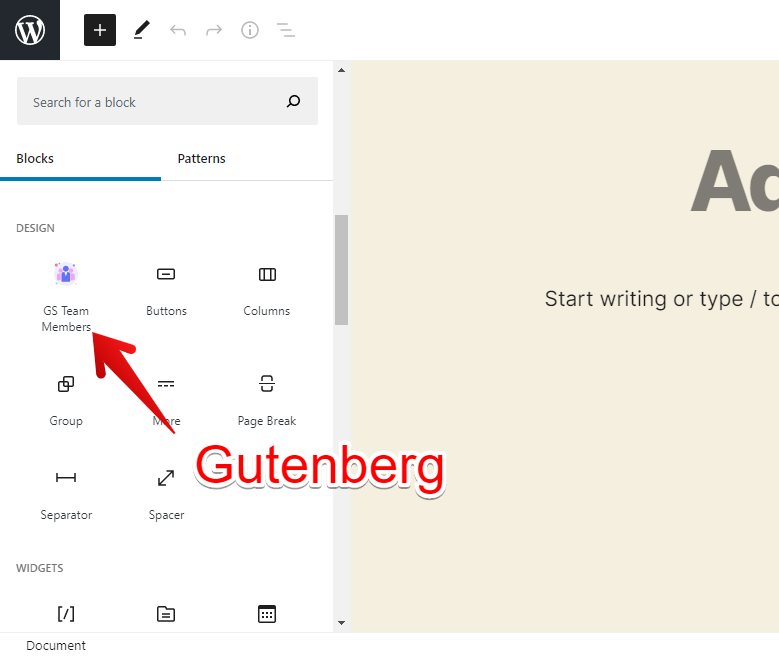 Search for a block
Blocks
Patterns
DESIGN
GS Team
Members
Buttons
Columns
Group
More
Page Break
Separator
Spacer
Gutenberg
WIDGETS
Document
Ad
Start writing or type / to